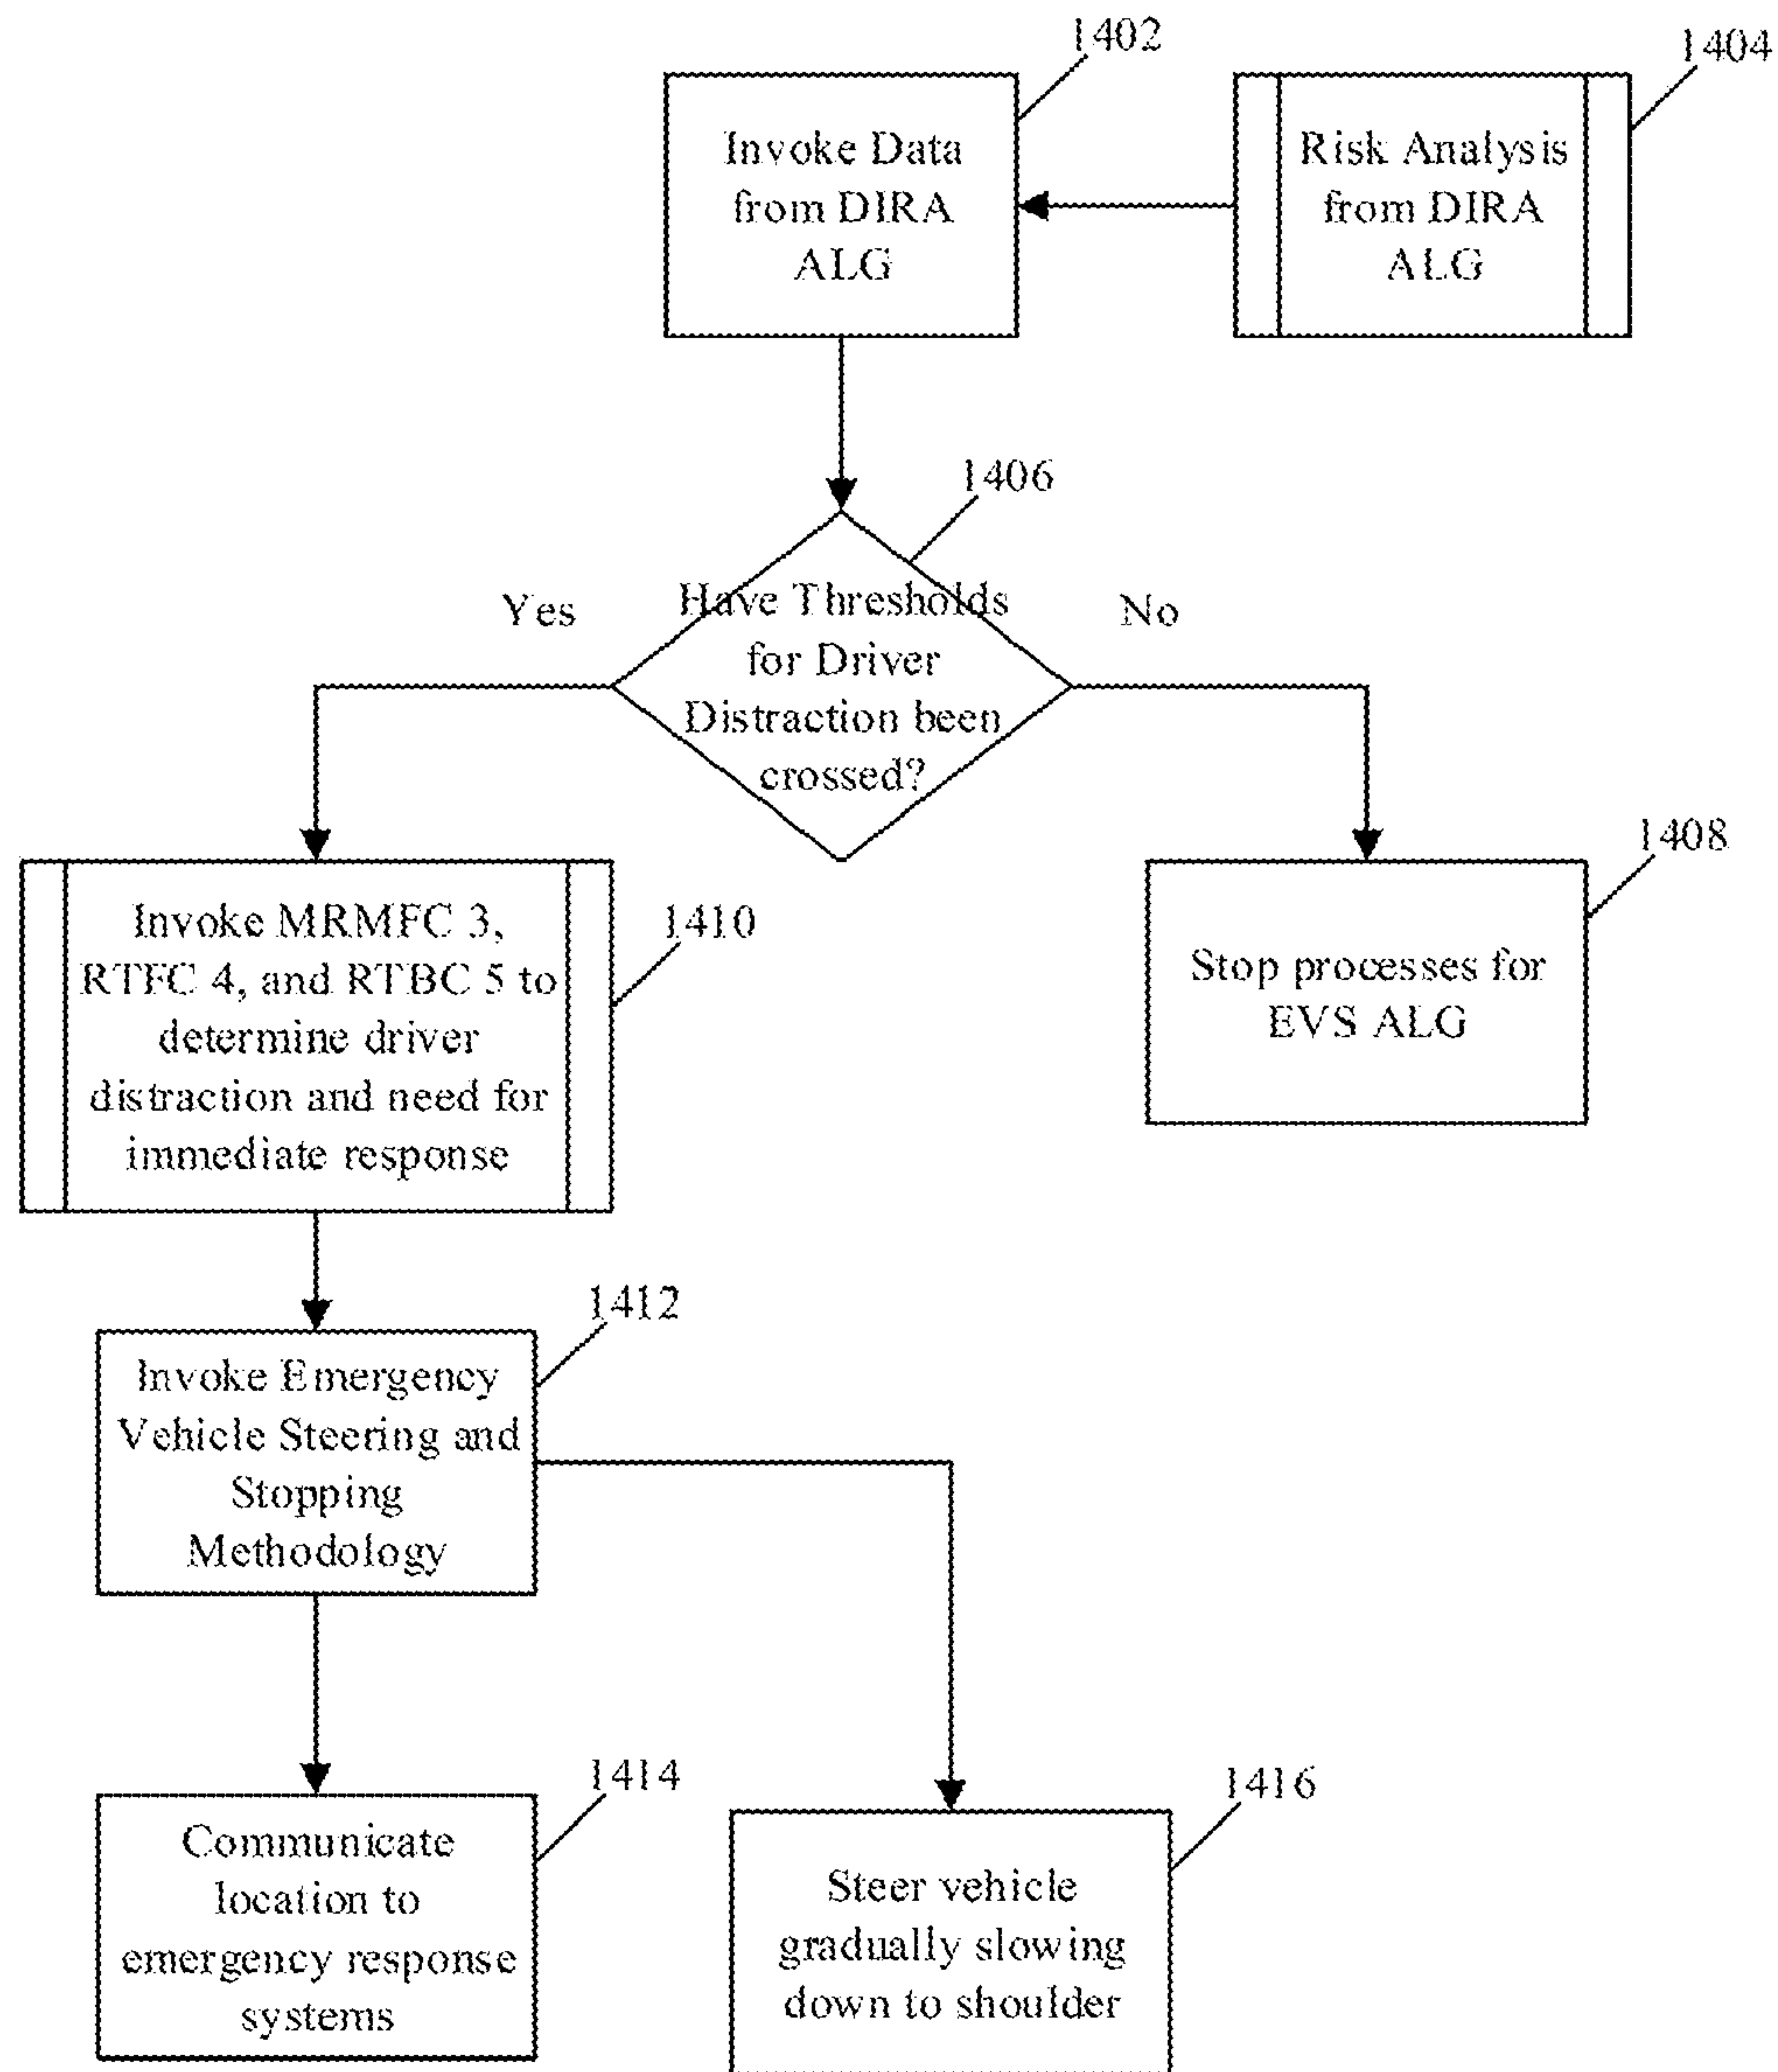 1402
1404
Invoke Data
from DIRA
ALG
Risk Analysis
from DIRA
ALG
1406
Yes
Have Thresholds
for Driver
Distraction been
crossed?
No
1408
Stop processes for
EVS ALG
1410
Invoke MRMFC 3,
RTFC 4, and RTBC 5 to
determine driver
distraction and need for
immediate response
1412
Invoke Emergency
Vehicle Steering and
Stopping
Methodology
1414
Communicate
location to
emergency response
systems
1416
Steer vehicle
gradually slowing
down to shoulder